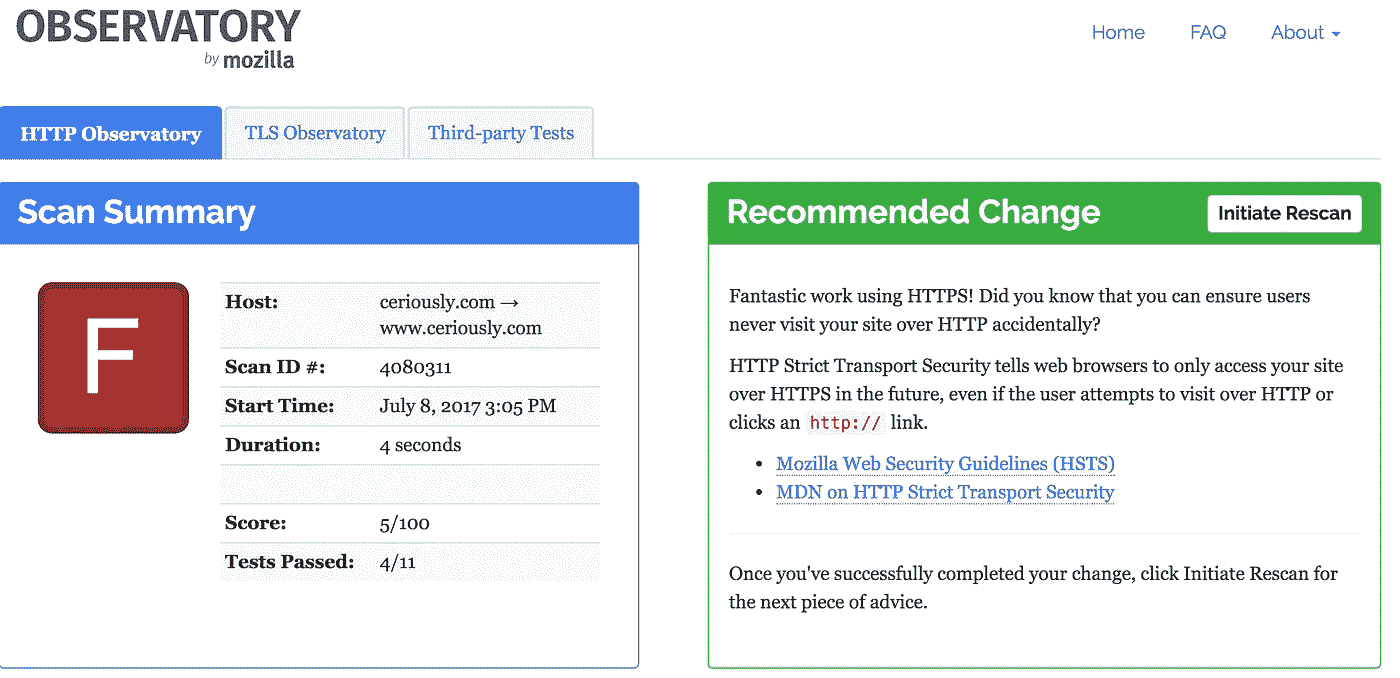 OBSERVATORY
by mozilla
Home FAQ About
HTTP Observatory TLS Observatory Third-party Tests
Scan Summary
F
Host: ceriously.com →
www.ceriously.com
Scan ID #: 4080311
Start Time: July 8, 2017 3:05 PM
Duration: 4 seconds
Score: 5/100
Tests Passed: 4/11
Recommended Change Initiate Rescan
Fantastic work using HTTPS! Did you know that you can ensure users
never visit your site over HTTP accidentally?
HTTP Strict Transport Security tells web browsers to only access your site
over HTTPS in the future, even if the user attempts to visit over HTTP or
clicks an http:// link.
• Mozilla Web Security Guidelines (HSTS)
• MDN on HTTP Strict Transport Security
Once you've successfully completed your change, click Initiate Rescan for
the next piece of advice.